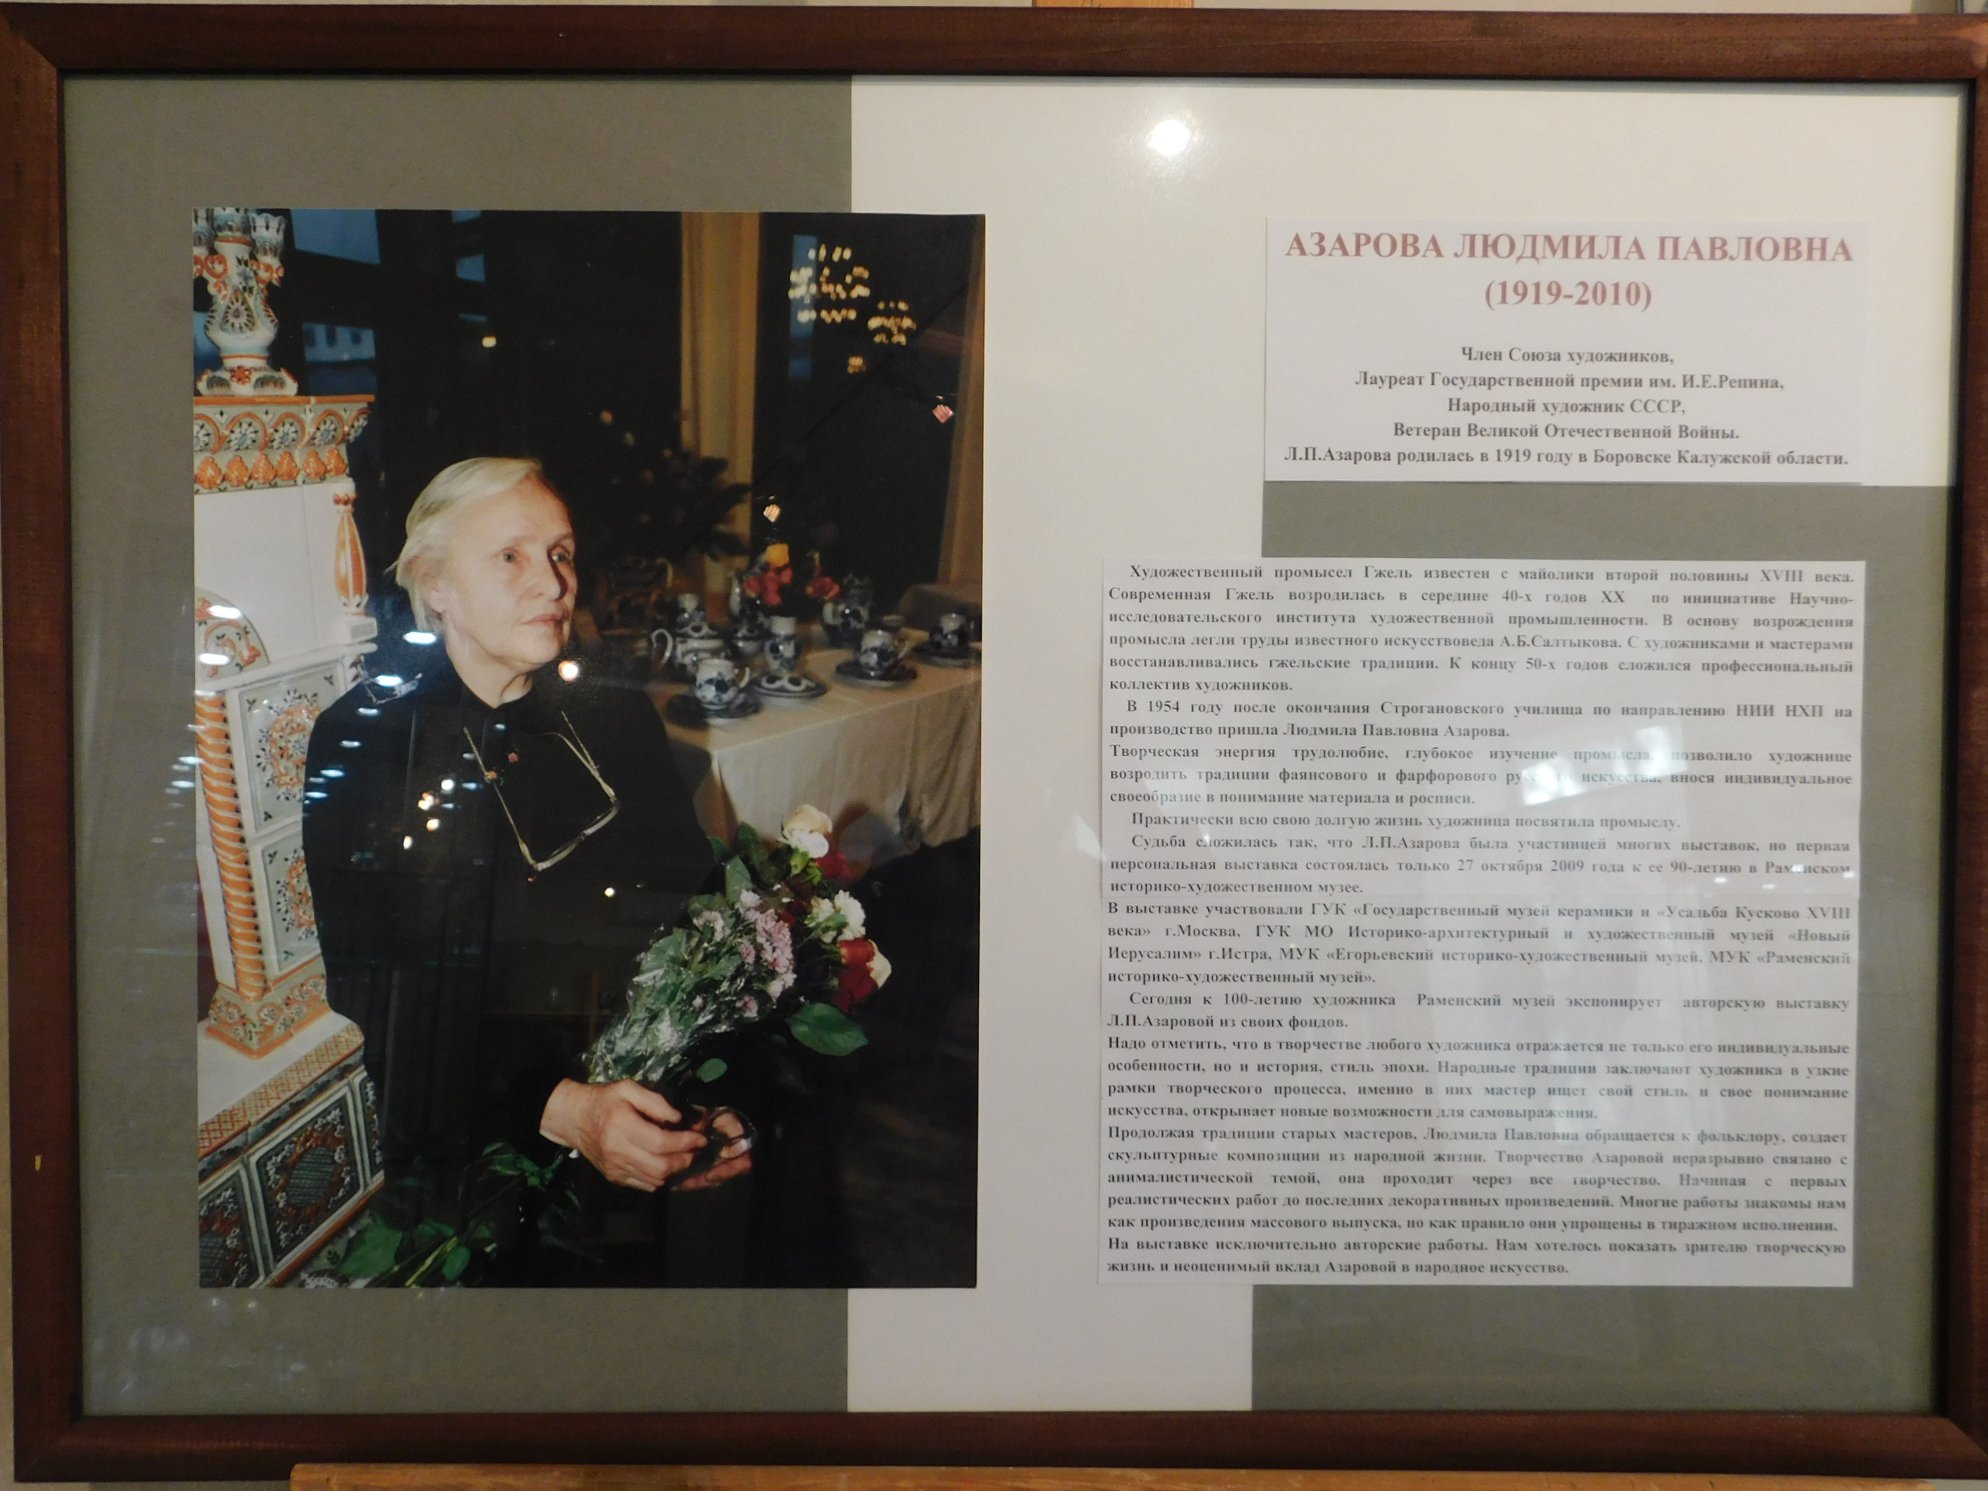 АЗАРОВА ЛЮДМИЛА ПАВЛОВНА
(1919-2010)
Член Союза художников,
Лауреат Государственной премии им. И.Е.Репина,
Народный художник СССР,
Ветеран Великой Отечественной Войны.
Л.П.Азарова родилась в 1919 году в Боровске Калужской области.
Художественный промысел Гжель известен с майолики второй половины XVIII века.
Современная Гжель возродилась в середине 40-х годов XX по инициативе Научно-
исследовательского института художественной промышленности. В основу возрождения
промысла легли труды известного искусствоведа А.Б.Салтыкова. С художниками и мастерами
восстанавливались гжельские традиции. К концу 50-х годов сложился профессиональный
коллектив художников.
В 1954 году после окончания Строгановского училища по направлению НИИ НХП на
производство пришла Людмила Павловна Азарова.
Творческая энергия трудолюбие, глубокое изучение промысла, позволило художнице
возродить традиции фаянсового и фарфорового русского искусства, внося индивидуальное
своеобразие в понимание материала и росписи.
Практически всю свою долгую жизнь художница посвятила промыслу.
Судьба сложилась так, что Л.П.Азарова была участницей многих выставок, но первая
персональная выставка состоялась только 27 октября 2009 года к ее 90-летию в Раменском
историко-художественном музее.
В выставке участвовали ГУК «Государственный музей керамики и «Усадьба Кусково XVIII
века» г.Москва, ГУК МО Историко-архитектурный и художественный музей «Новый
Иерусалим» г.Истра, МУК «Егорьевский историко-художественный музей, МУК «Раменский
историко-художественный музей».
Сегодня к 100-летию художника Раменский музей экспонирует авторскую выставку
Л.П.Азаровой из своих фондов.
Надо отметить, что в творчестве любого художника отражается не только его индивидуальные
особенности, но и история, стиль эпохи. Народные традиции заключают художника в узкие
рамки творческого процесса, именно в них мастер ищет свой стиль и свое понимание
искусства, открывает новые возможности для самовыражения.
Продолжая традиции старых мастеров, Людмила Павловна обращается к фольклору, создает
скульптурные композиции из народной жизни. Творчество Азаровой неразрывно связано с
анималистической темой, она проходит через все творчество. Начиная с первых
реалистических работ до последних декоративных произведений. Многие работы знакомы нам
как произведения массового выпуска, но как правило они упрощены в тиражном исполнении.
На выставке исключительно авторские работы. Нам хотелось показать зрителю творческую
жизнь и неоценимый вклад Азаровой в народное искусство.